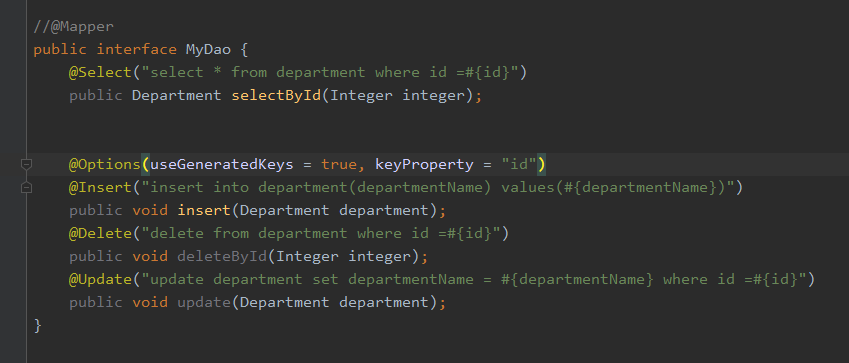 //@Mapper
public interface MyDao {
@Select("select * from department where id =#{id}")
public Department selectById(Integer integer);
@Options(useGeneratedKeys = true, keyProperty = "id")
@Insert("insert into department(departmentName) values(#{departmentName})")
public void insert(Department department);
@Delete("delete from department where id =#{id}")
public void deleteById(Integer integer);
@Update("update department set departmentName = #{departmentName} where id =#{id}")
public void update(Department department);
}